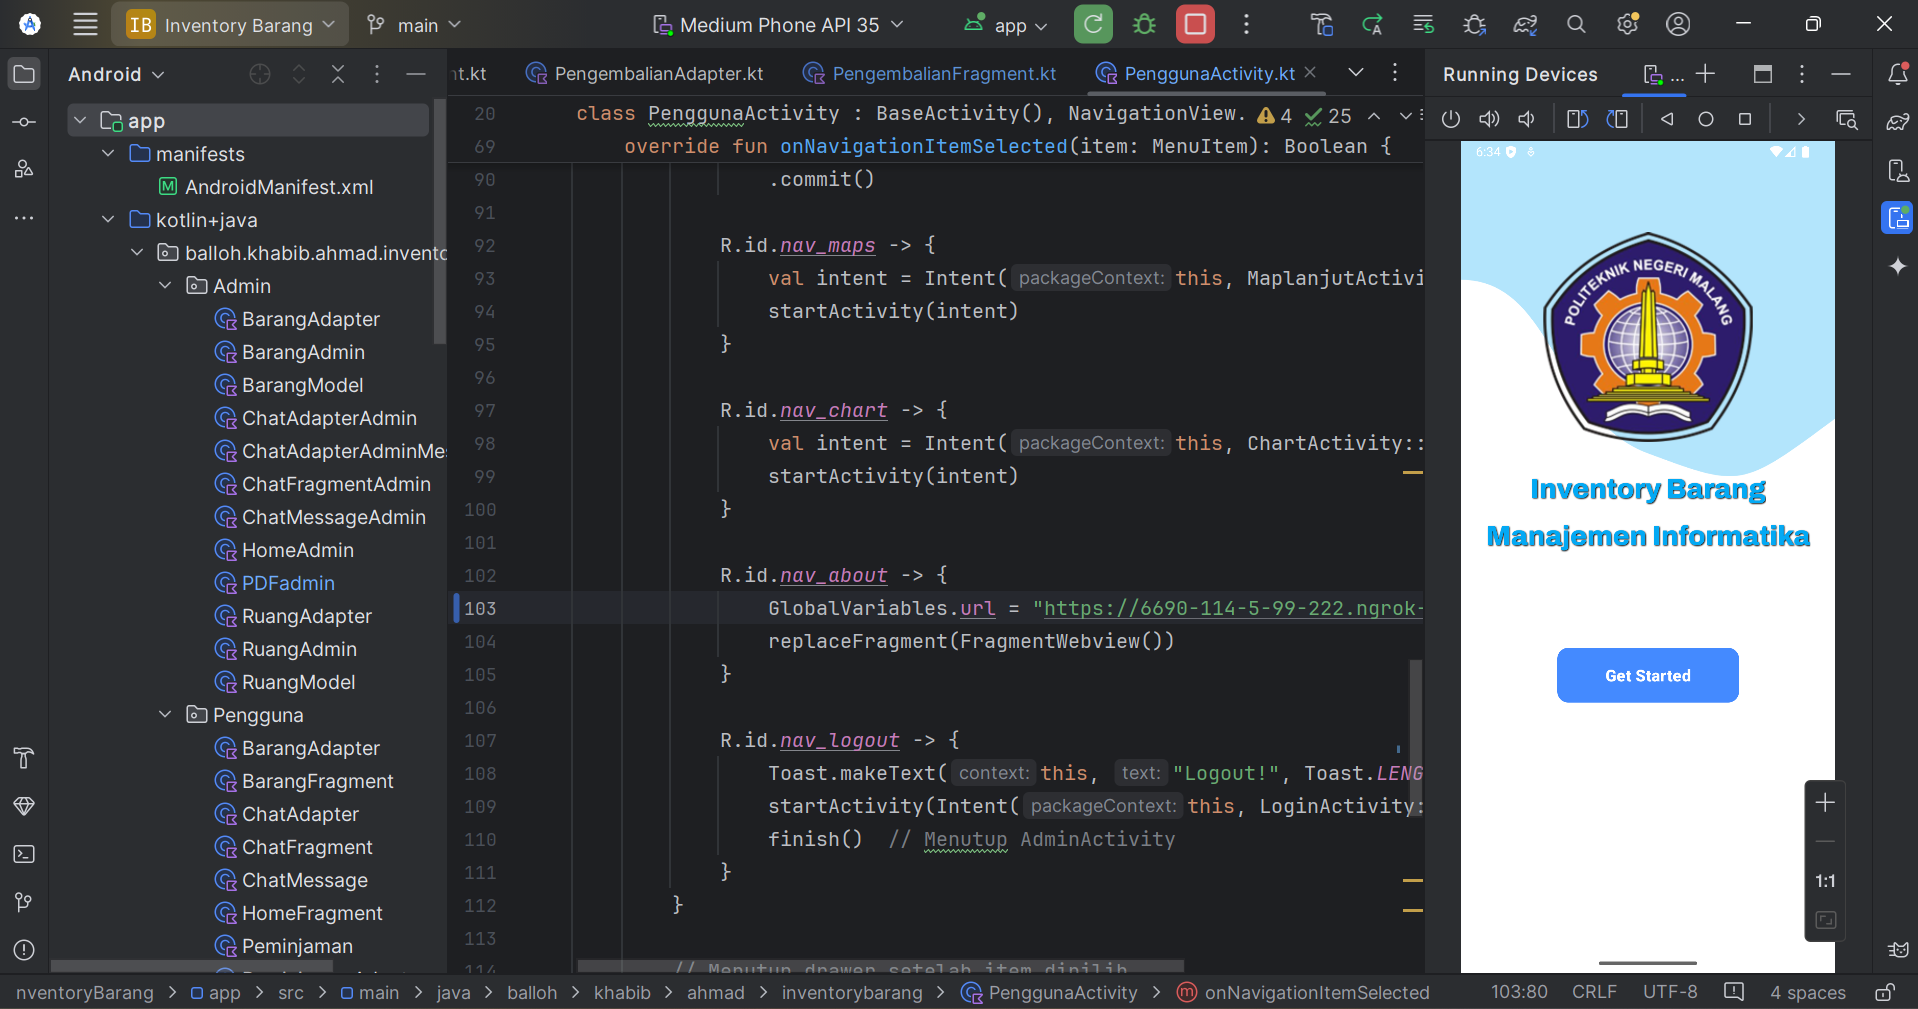 IB Inventory Barang main Medium Phone API 35 app
Android
nt.kt PengembalianAdapter.kt PengembalianFragment.kt PenggunaActivity.kt
Running Devices ...
app
manifests
AndroidManifest.xml
kotlin+java
balloh.khabib.ahmad.invento
Admin
BarangAdapter
BarangAdmin
BarangModel
ChatAdapterAdmin
ChatAdapterAdminMes
ChatFragmentAdmin
ChatMessageAdmin
HomeAdmin
PDFadmin
RuangAdapter
RuangAdmin
RuangModel
Pengguna
BarangAdapter
BarangFragment
ChatAdapter
ChatFragment
ChatMessage
HomeFragment
Peminjaman
20 class PenggunaActivity : BaseActivity(), NavigationView. 4 25
69 override fun onNavigationItemSelected(item: MenuItem): Boolean {
90 .commit()
91
92 R.id.nav_maps -> {
93 val intent = Intent( packageContext: this, MaplanjutActivi
94 startActivity(intent)
95 }
96
97 R.id.nav_chart -> {
98 val intent = Intent( packageContext: this, ChartActivity::
99 startActivity(intent)
100 }
101
102 R.id.nav_about -> {
103 GlobalVariables.url = "https://6690-114-5-99-222.ngrok-
104 replaceFragment(FragmentWebview())
105 }
106
107 R.id.nav_logout -> {
108 Toast.makeText( context: this, text: "Logout!", Toast.LENG
109 startActivity(Intent( packageContext: this, LoginActivity:
110 finish() // Menutup AdminActivity
111 }
112 }
113
114 // Menutup drawer setelah item dipilih
6:34
POLITEKNIK NEGERI MALANG
Inventory Barang
Manajemen Informatika
Get Started
1:1
nventoryBarang app src main java balloh khabib ahmad inventorybarang PenggunaActivity onNavigationItemSelected 103:80 CRLF UTF-8 4 spaces